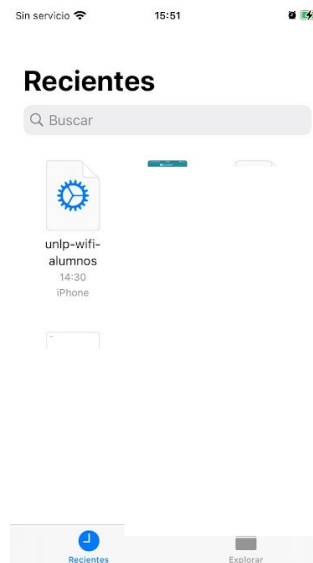 Sin servicio 15:51
Recientes
Buscar
unlp-wifi-
alumnos
14:30
iPhone
Recientes Explorar